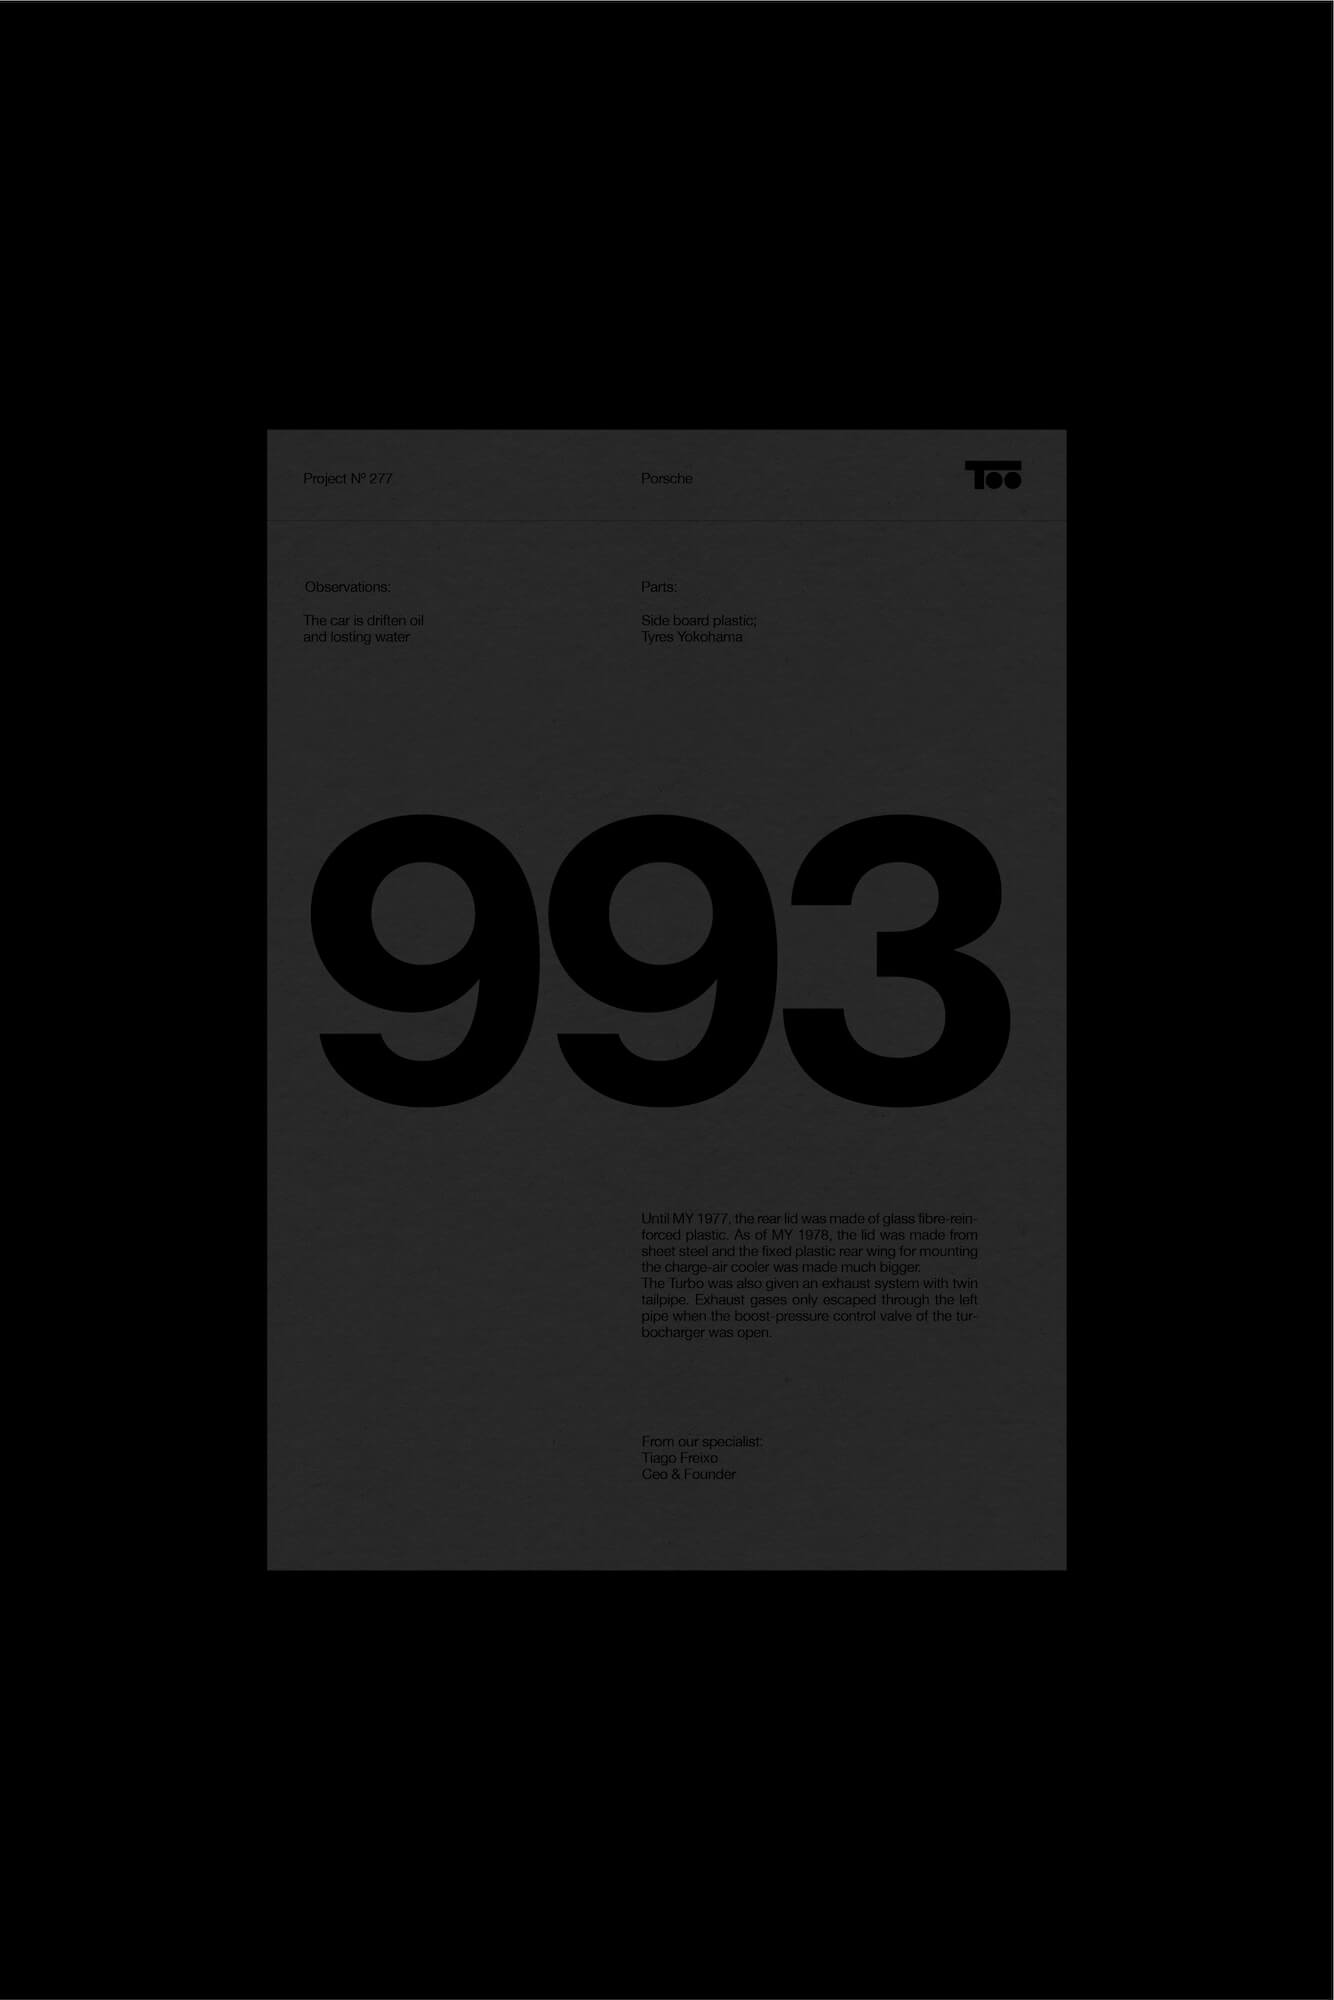 Project Nº 277
Porsche
Too
Observations:
The car is driften oil
and losting water
Parts:
Side board plastic;
Tyres Yokohama
993
Until MY 1977, the rear lid was made of glass fibre-rein-
forced plastic. As of MY 1978, the lid was made from
sheet steel and the fixed plastic rear wing for mounting
the charge-air cooler was made much bigger.
The Turbo was also given an exhaust system with twin
tailpipe. Exhaust gases only escaped through the left
pipe when the boost-pressure control valve of the tur-
bocharger was open.
From our specialist:
Tiago Freixo
Ceo & Founder